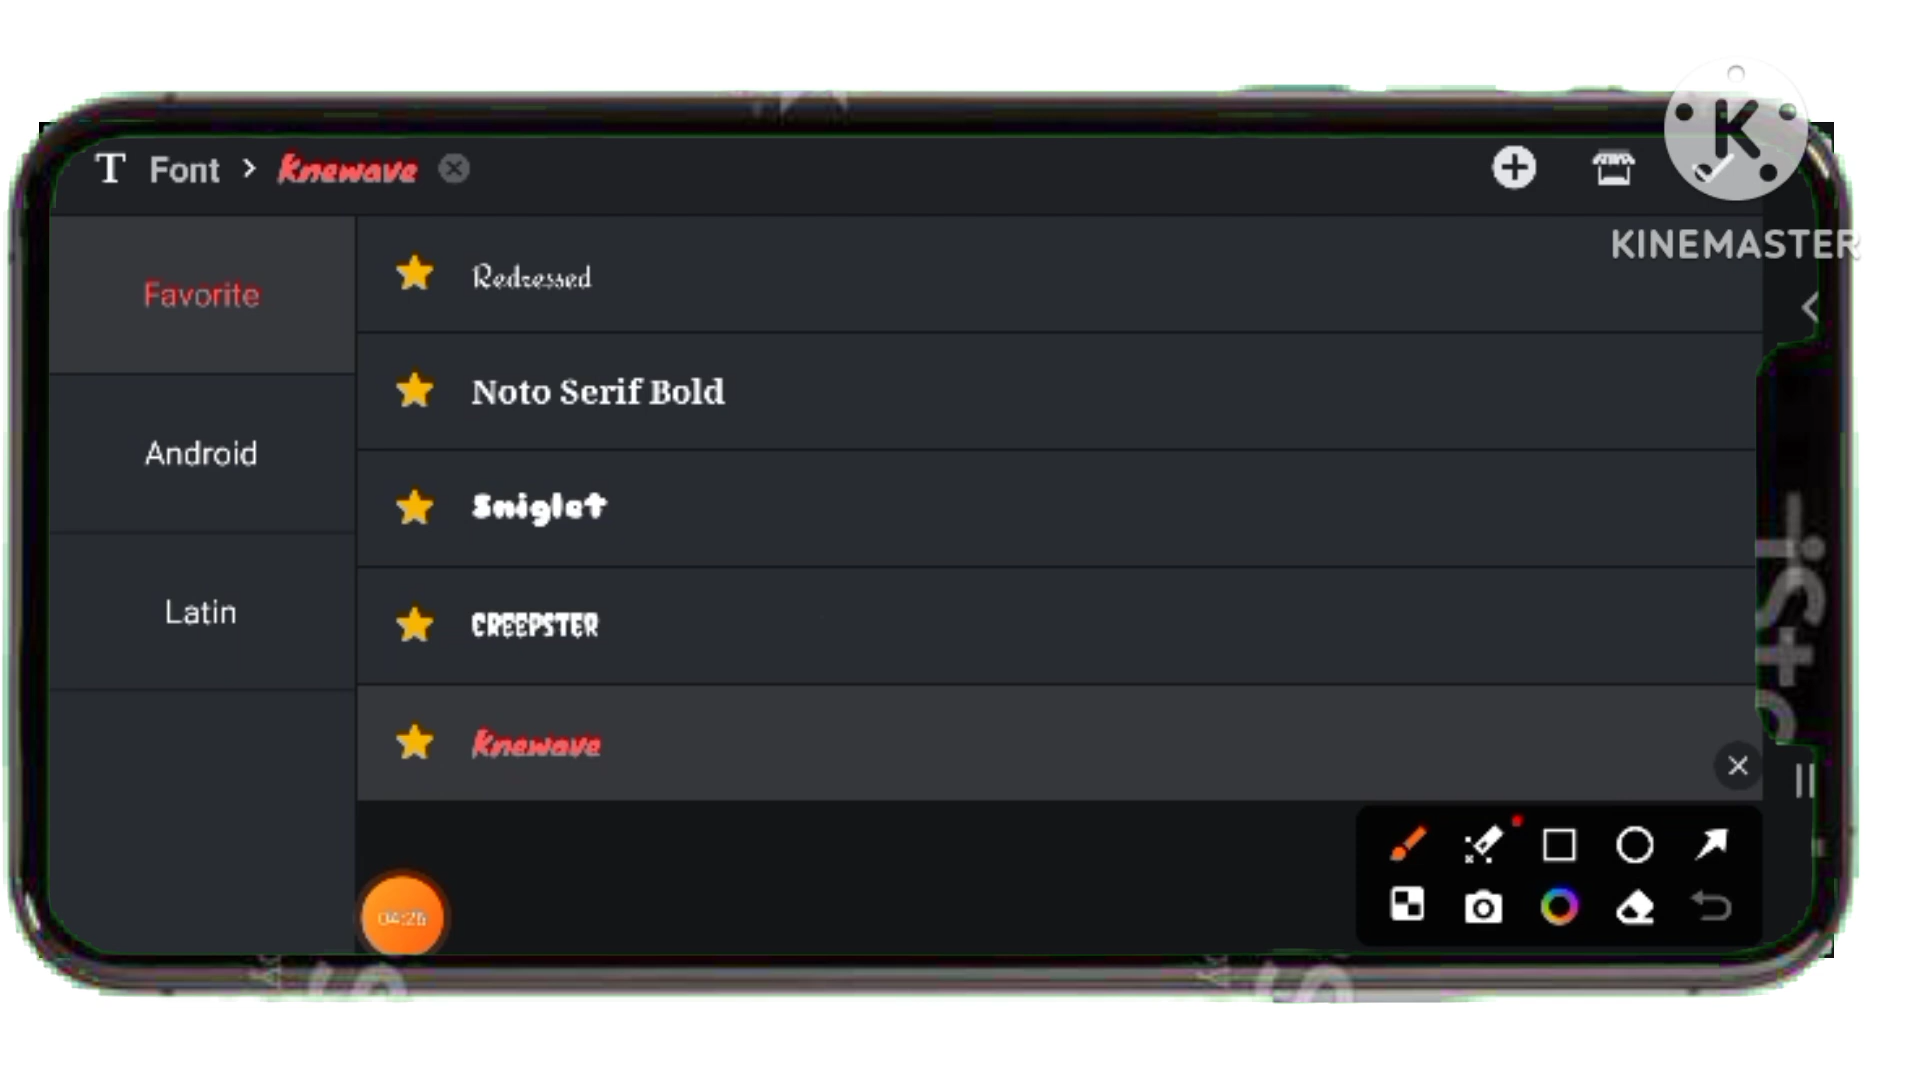 T Font > Knewave
K
KINEMASTER
Favorite
Android
Latin
Redressed
Noto Serif Bold
Sniglet
CREEPSTER
Knewave
04:26